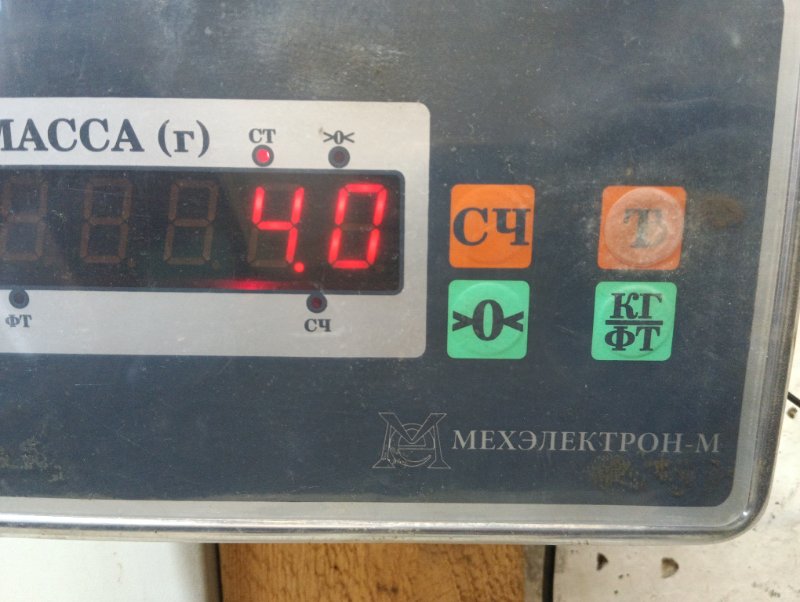 МАССА (г)
СТ
>0<
4.0
ФТ
СЧ
СЧ
Т
>0<
КГ
ФТ
МЕХЭЛЕКТРОН-М